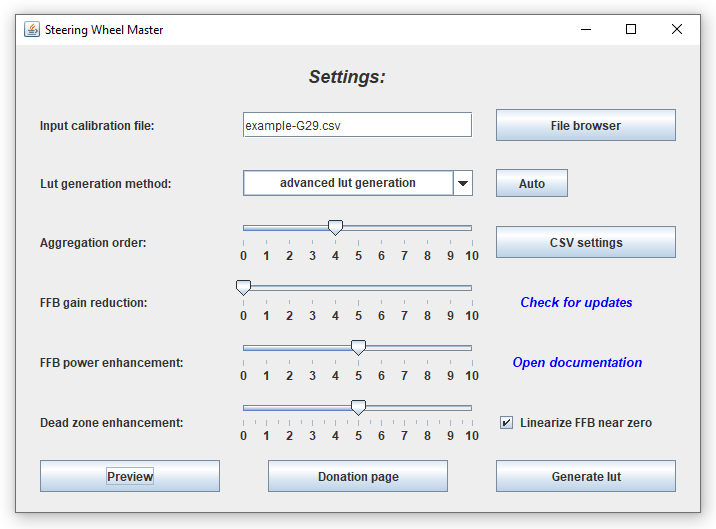 Steering Wheel Master
Settings:
Input calibration file:
example-G29.csv
File browser
Lut generation method:
advanced lut generation
Auto
Aggregation order:
0 1 2 3 4 5 6 7 8 9 10
CSV settings
FFB gain reduction:
0 1 2 3 4 5 6 7 8 9 10
Check for updates
FFB power enhancement:
0 1 2 3 4 5 6 7 8 9 10
Open documentation
Dead zone enhancement:
0 1 2 3 4 5 6 7 8 9 10
Linearize FFB near zero
Preview
Donation page
Generate lut